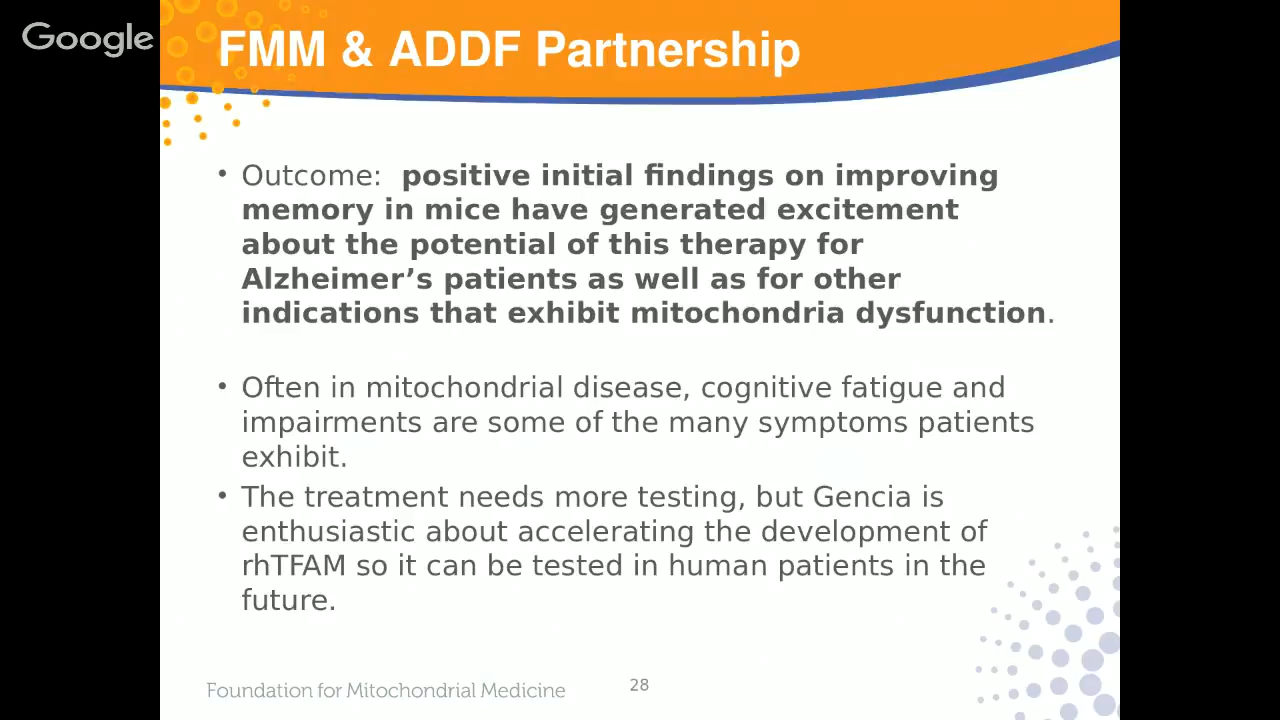 Google
FMM & ADDF Partnership
• Outcome:  positive initial findings on improving
memory in mice have generated excitement
about the potential of this therapy for
Alzheimer’s patients as well as for other
indications that exhibit mitochondria dysfunction.
• Often in mitochondrial disease, cognitive fatigue and
impairments are some of the many symptoms patients
exhibit.
• The treatment needs more testing, but Gencia is
enthusiastic about accelerating the development of
rhTFAM so it can be tested in human patients in the
future.
Foundation for Mitochondrial Medicine
28